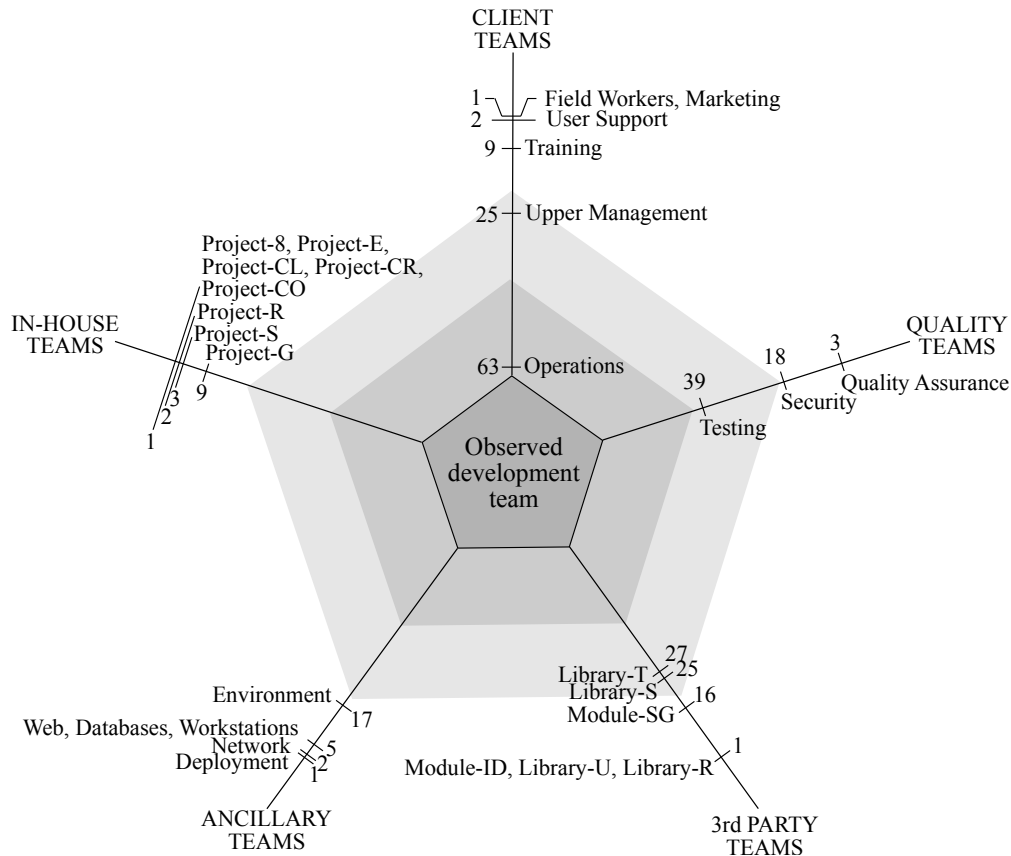 CLIENT
TEAMS
1 Field Workers, Marketing
2 User Support
9 Training
25 Upper Management
63 Operations
Project-8, Project-E,
Project-CL, Project-CR,
Project-CO
Project-R
Project-S
Project-G
IN-HOUSE
TEAMS
9
3
2
1
QUALITY
TEAMS
3
Quality Assurance
18
Security
39
Testing
Observed
development
team
27
Library-T
25
Library-S
16
Module-SG
1
Module-ID, Library-U, Library-R
3rd PARTY
TEAMS
Environment
17
Web, Databases, Workstations
5
Network
2
Deployment
1
ANCILLARY
TEAMS